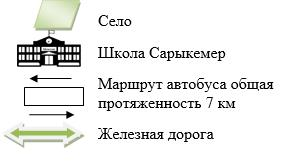 Село
Школа Сарыкемер
Маршрут автобуса общая
протяженность 7 км
Железная дорога